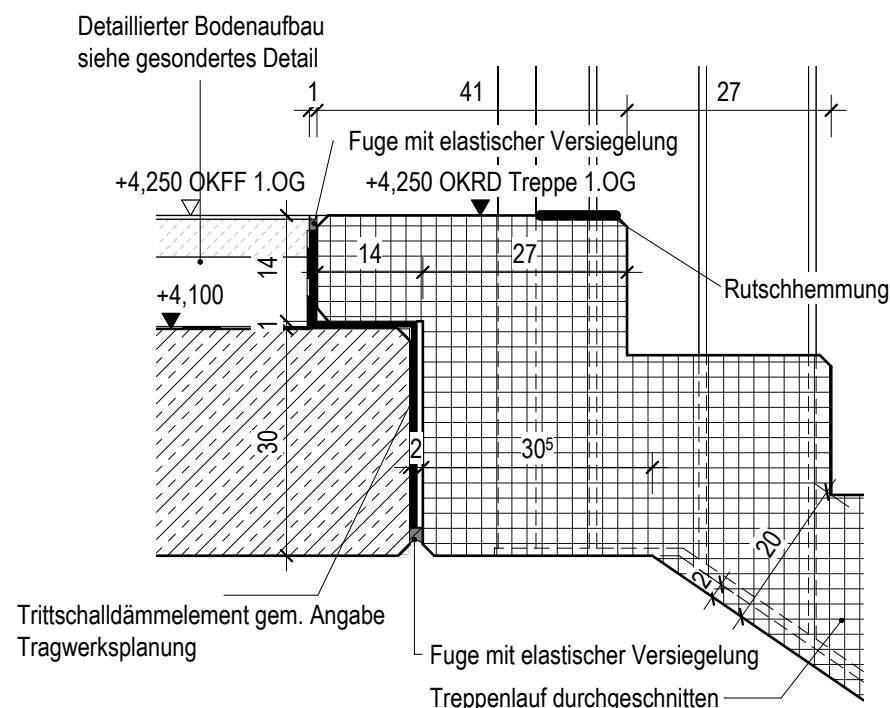 Detaillierter Bodenaufbau
siehe gesondertes Detail
1
41
27
Fuge mit elastischer Versiegelung
+4,250 OKFF 1.OG
+4,250 OKRD Treppe 1.OG
14
14
27
Rutschhemmung
+4,100
1
30
2
30⁵
20
2
Trittschalldämmelement gem. Angabe
Tragwerksplanung
Fuge mit elastischer Versiegelung
Treppenlauf durchgeschnitten